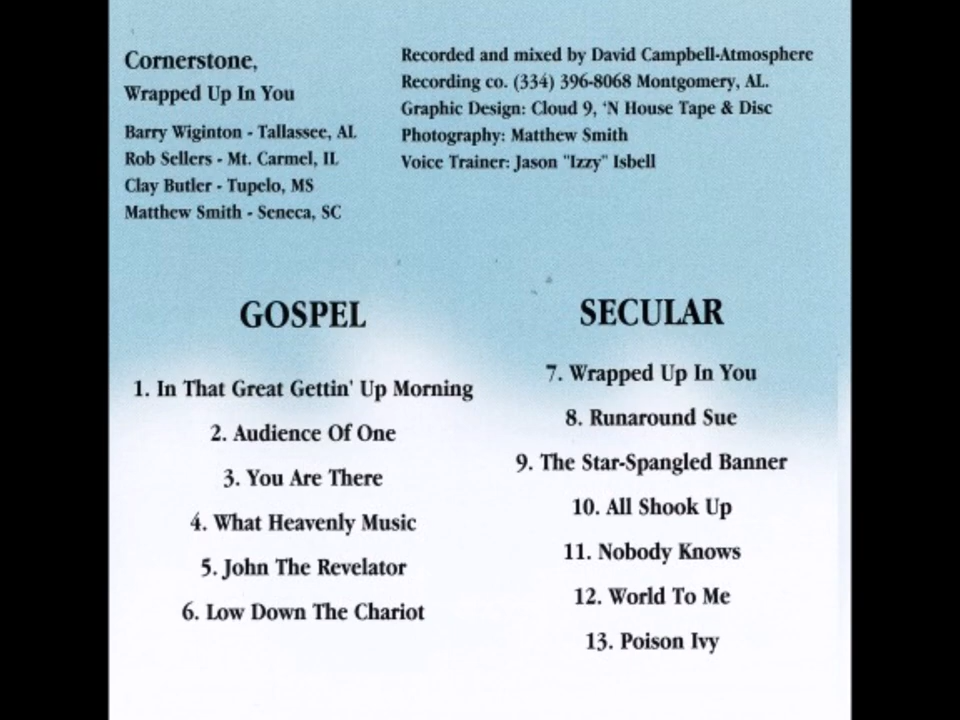 Cornerstone,
Wrapped Up In You
Barry Wiginton - Tallassee, AL
Rob Sellers - Mt. Carmel, IL
Clay Butler - Tupelo, MS
Matthew Smith - Seneca, SC
Recorded and mixed by David Campbell-Atmosphere
Recording co. (334) 396-8068 Montgomery, AL.
Graphic Design: Cloud 9, ‘N House Tape & Disc
Photography: Matthew Smith
Voice Trainer: Jason "Izzy" Isbell
GOSPEL
1. In That Great Gettin' Up Morning
2. Audience Of One
3. You Are There
4. What Heavenly Music
5. John The Revelator
6. Low Down The Chariot
SECULAR
7. Wrapped Up In You
8. Runaround Sue
9. The Star-Spangled Banner
10. All Shook Up
11. Nobody Knows
12. World To Me
13. Poison Ivy